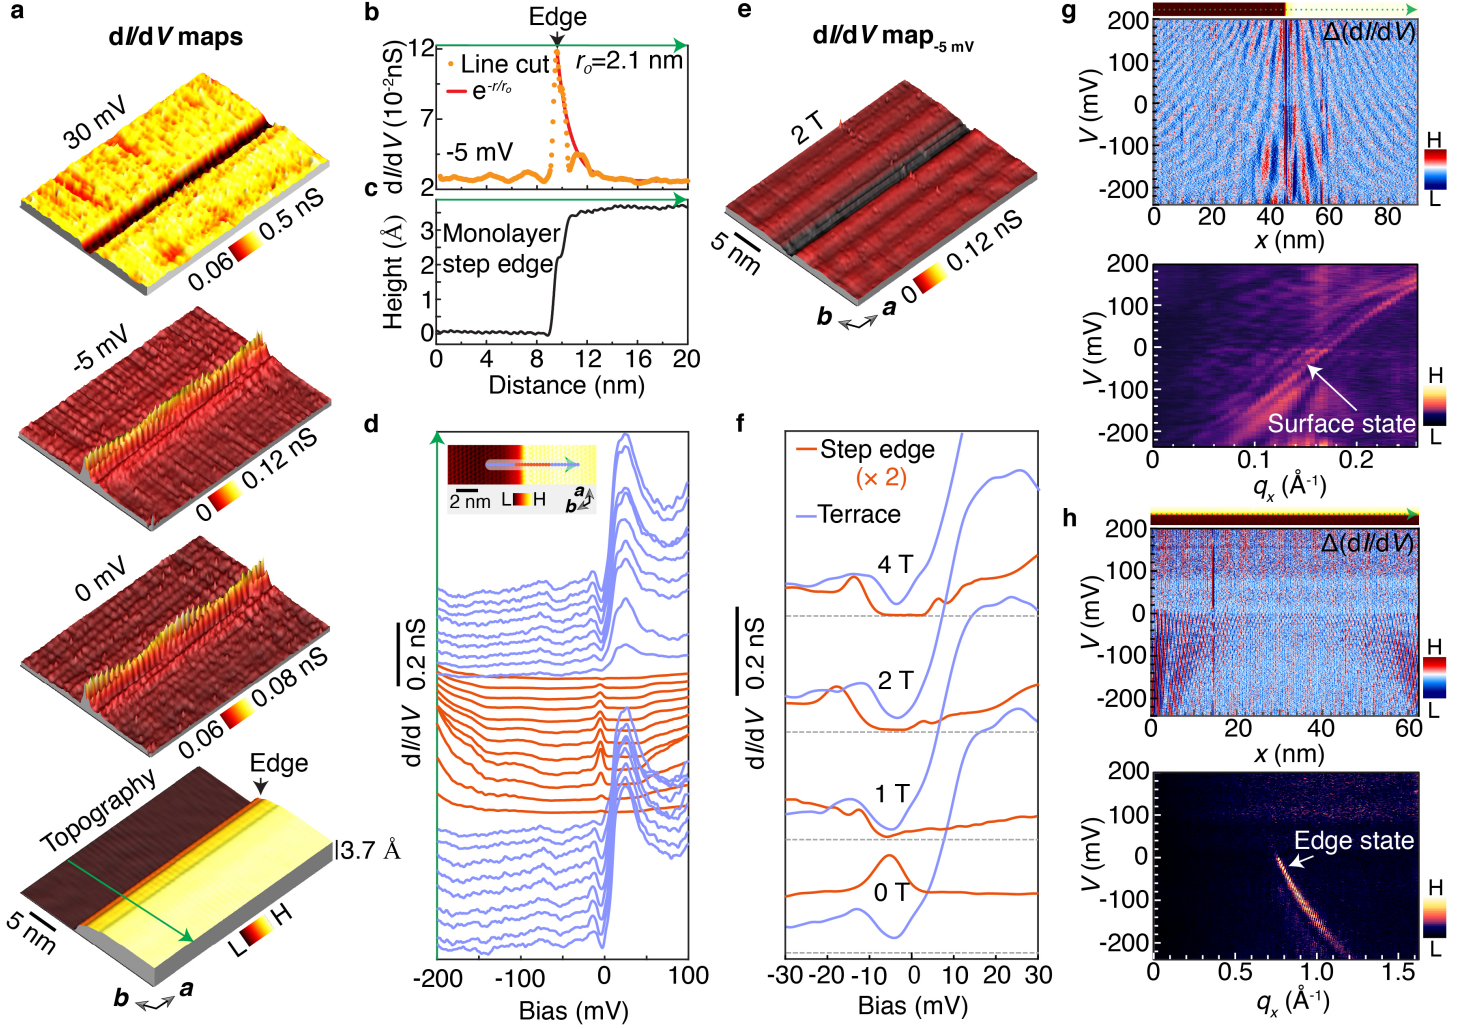 a
dI/dV maps
30 mV
0.06
0.5 nS
-5 mV
0
0.12 nS
0 mV
0.06
0.08 nS
Topography
Edge
3.7 Å
5 nm
L
H
b
a
b
Edge
12
7
2
dI/dV (10⁻²nS)
Line cut
e^-r/r₀
r₀=2.1 nm
-5 mV
c
3
2
1
0
Height (Å)
Monolayer
step edge
0
4
8
12
16
20
Distance (nm)
d
2 nm
L
H
a
b
0.2 nS
dI/dV
-200
-100
0
100
Bias (mV)
e
dI/dV map-5 mV
2 T
5 nm
0
0.12 nS
b
a
f
Step edge
(× 2)
Terrace
4 T
2 T
1 T
0 T
0.2 nS
dI/dV
-30
-20
-10
0
10
20
30
Bias (mV)
g
200
100
0
-100
-200
V (mV)
Δ(dI/dV)
H
L
0
20
40
60
80
x (nm)
200
100
0
-100
-200
V (mV)
Surface state
H
L
0
0.1
0.2
qₓ (Å⁻¹)
h
200
100
0
-100
-200
V (mV)
Δ(dI/dV)
H
L
0
20
40
60
x (nm)
200
100
0
-100
-200
V (mV)
Edge state
H
L
0
0.5
1.0
1.5
qₓ (Å⁻¹)